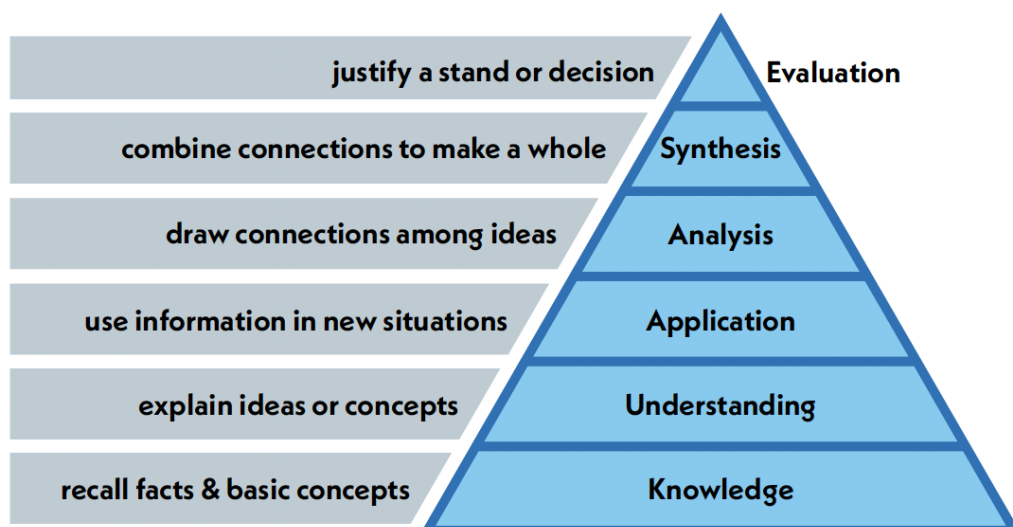 justify a stand or decision Evaluation
combine connections to make a whole Synthesis
draw connections among ideas Analysis
use information in new situations Application
explain ideas or concepts Understanding
recall facts & basic concepts Knowledge